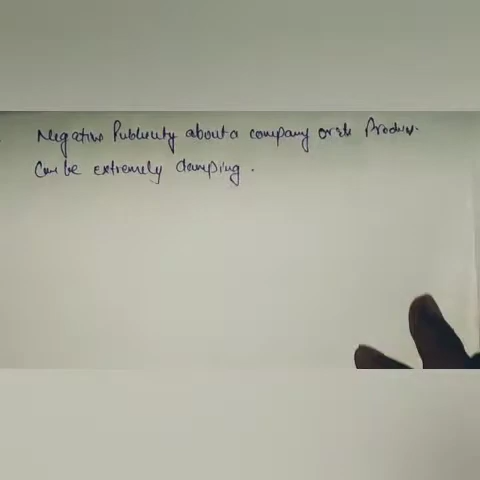 Negative Publicity about a company or its Product.
Can be extremely damping.